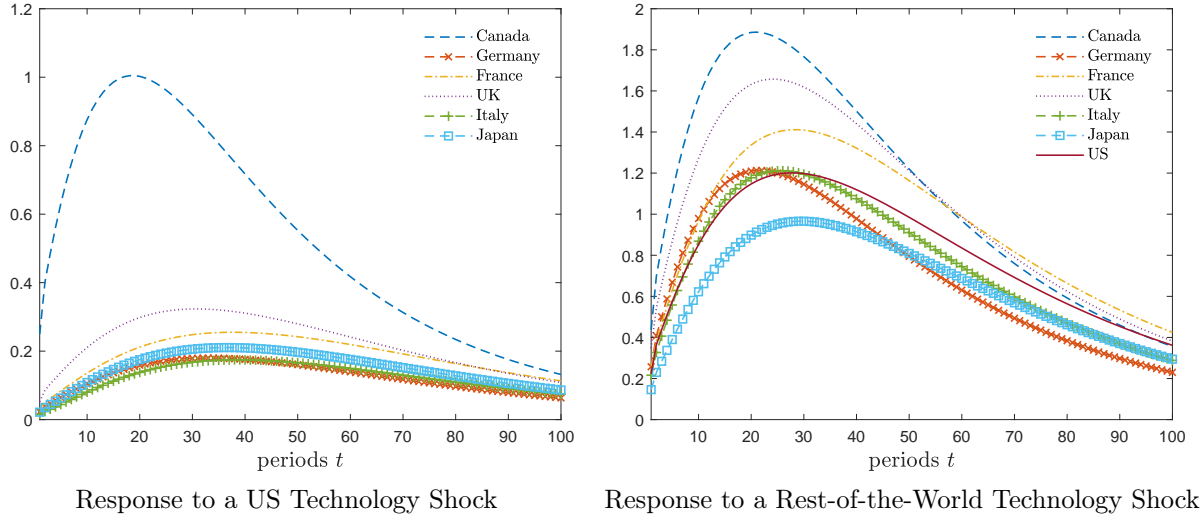 1.2
1
0.8
0.6
0.4
0.2
0
10 20 30 40 50 60 70 80 90 100
periods t
Canada
Germany
France
UK
Italy
Japan
Response to a US Technology Shock
2
1.8
1.6
1.4
1.2
1
0.8
0.6
0.4
0.2
0
10 20 30 40 50 60 70 80 90 100
periods t
Canada
Germany
France
UK
Italy
Japan
US
Response to a Rest-of-the-World Technology Shock